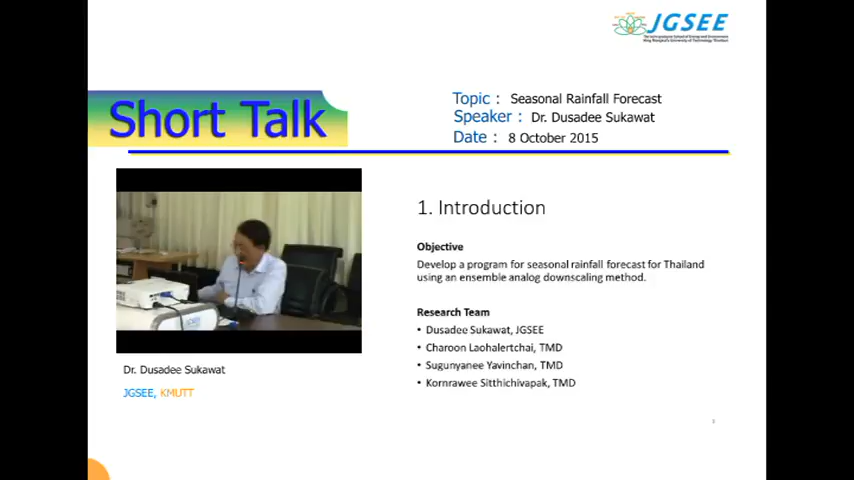 JGSEE
Short Talk
Topic : Seasonal Rainfall Forecast
Speaker : Dr. Dusadee Sukawat
Date : 8 October 2015
1. Introduction
Objective
Develop a program for seasonal rainfall forecast for Thailand
using an ensemble analog downscaling method.
Research Team
• Dusadee Sukawat, JGSEE
• Charoon Laohalertchai, TMD
• Sugunyanee Yavinchan, TMD
• Kornrawee Sitthichivapak, TMD
Dr. Dusadee Sukawat
JGSEE, KMUTT